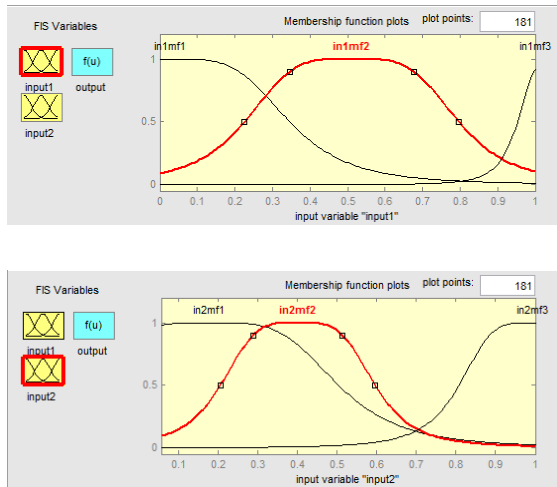 FIS Variables
Membership function plots
plot points:
181
f(u)
input1
output
input2
in1mf1
in1mf2
in1mf3
1
0.5
0
0 0.1 0.2 0.3 0.4 0.5 0.6 0.7 0.8 0.9 1
input variable "input1"
FIS Variables
Membership function plots
plot points:
181
f(u)
input1
output
input2
in2mf1
in2mf2
in2mf3
1
0.5
0
0.1 0.2 0.3 0.4 0.5 0.6 0.7 0.8 0.9 1
input variable "input2"